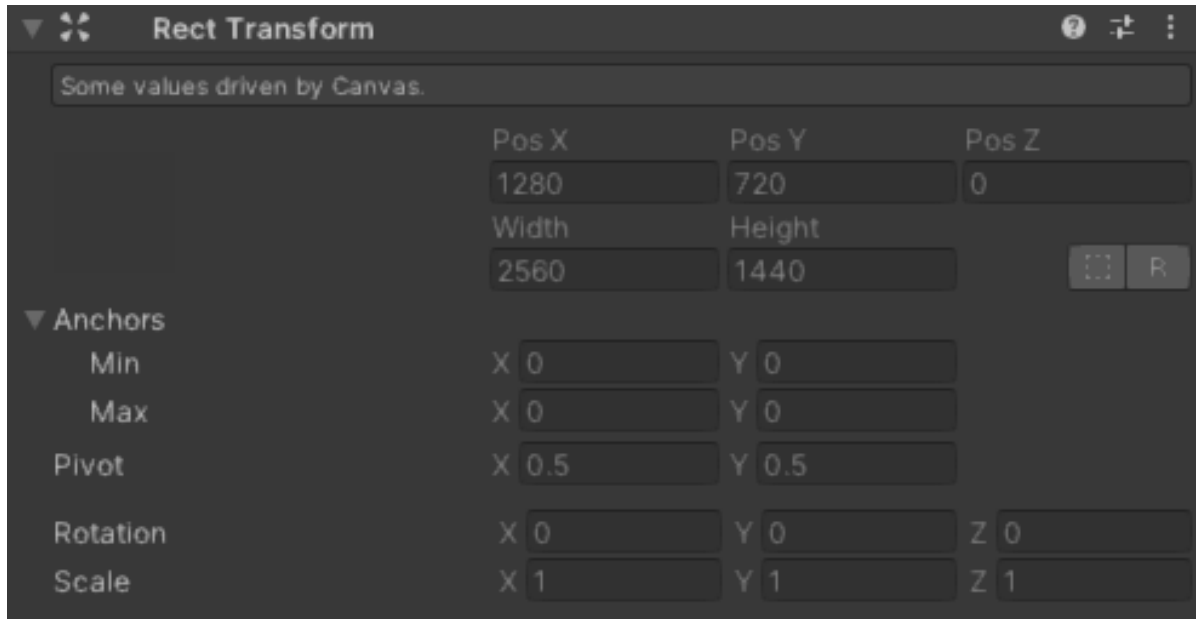 Rect Transform
Some values driven by Canvas.
Pos X Pos Y Pos Z
1280 720 0
Width Height
2560 1440 R
Anchors
Min X 0 Y 0
Max X 0 Y 0
Pivot X 0.5 Y 0.5
Rotation X 0 Y 0 Z 0
Scale X 1 Y 1 Z 1